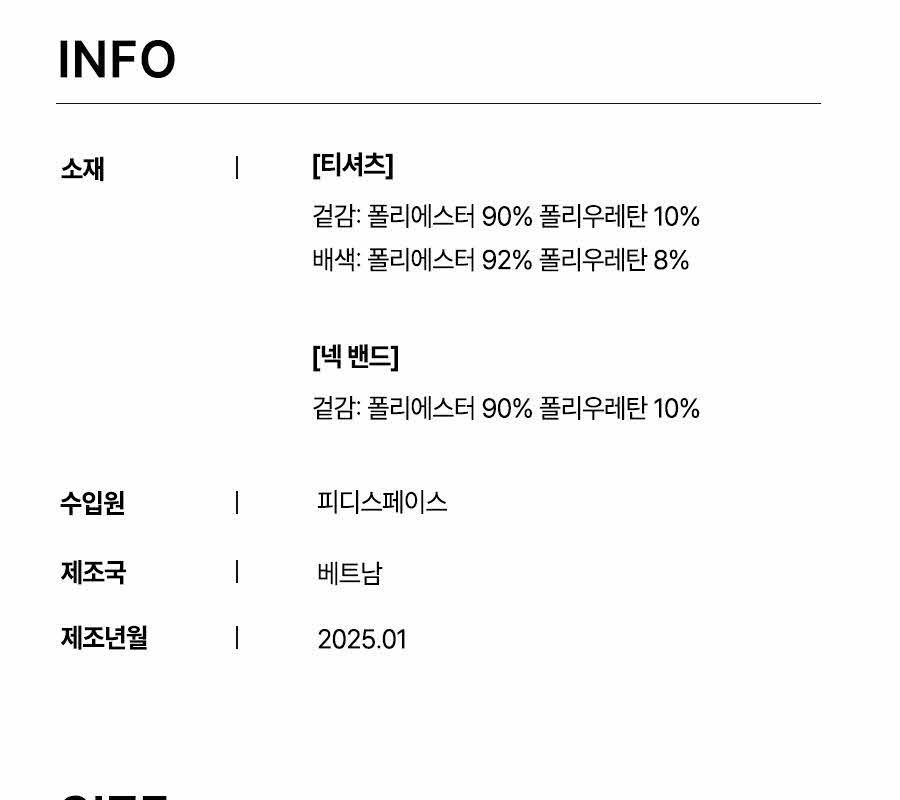 INFO
소재 | [티셔츠]
겉감: 폴리에스터 90% 폴리우레탄 10%
배색: 폴리에스터 92% 폴리우레탄 8%
[넥 밴드]
겉감: 폴리에스터 90% 폴리우레탄 10%
수입원 | 피디스페이스
제조국 | 베트남
제조년월 | 2025.01